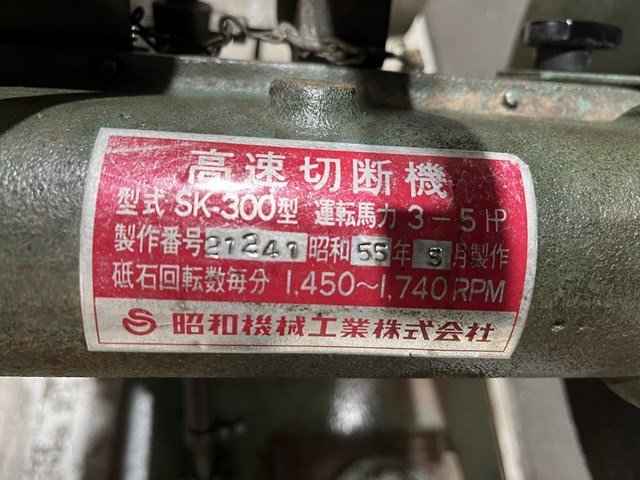 高速切断機
型式 SK-300型 運転馬力 3-5 HP
製作番号 21241 昭和 55年 5月製作
砥石回転数毎分 1,450~1,740 RPM
昭和機械工業株式会社